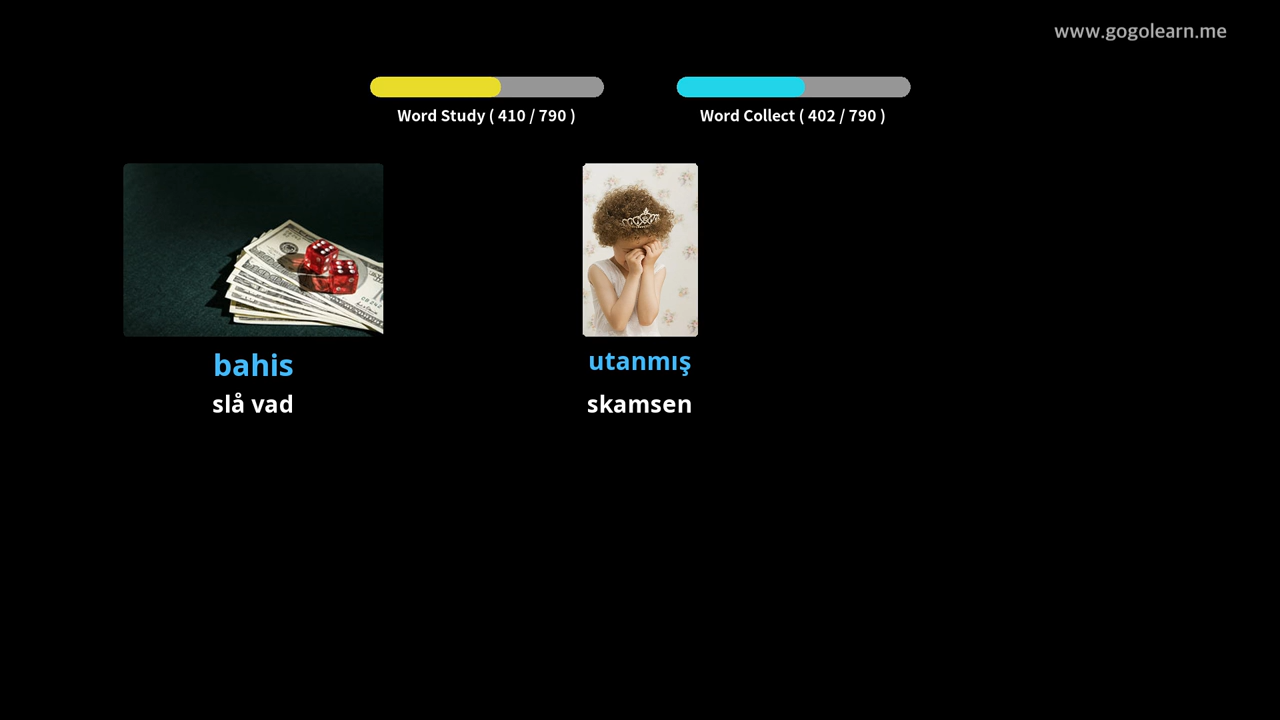 www.gogolearn.me
Word Study ( 410 / 790 )
Word Collect ( 402 / 790 )
bahis
slå vad
utanmış
skamsen